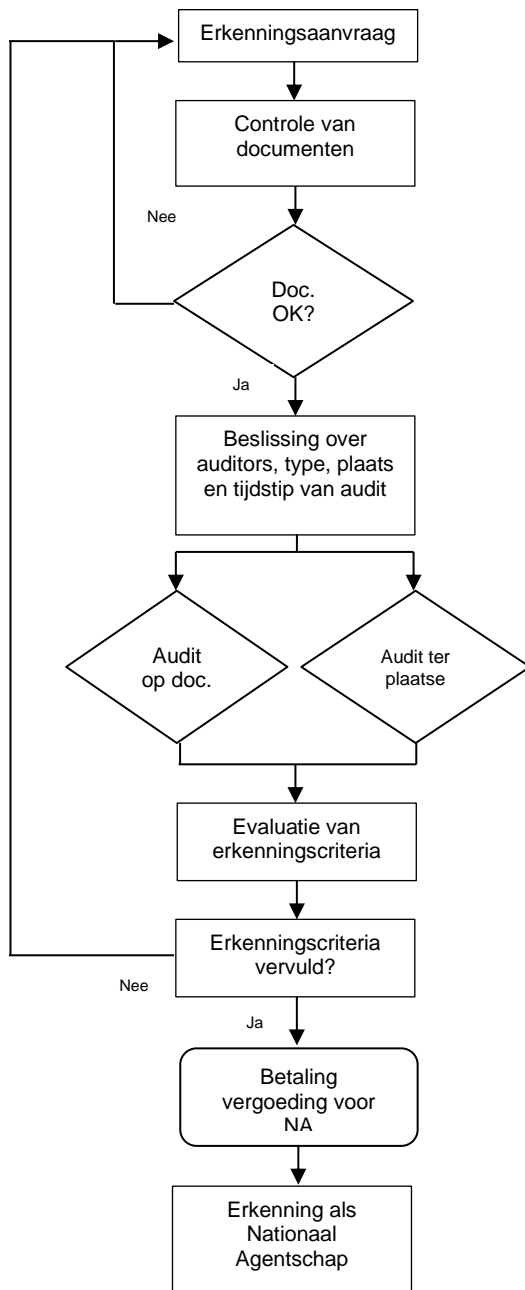 Erkenningsaanvraag
Controle van
documenten
Nee
Doc.
OK?
Ja
Beslissing over
auditors, type, plaats
en tijdstip van audit
Audit
op doc.
Audit ter
plaatse
Evaluatie van
erkenningscriteria
Erkenningscriteria
vervuld?
Nee
Ja
Betaling
vergoeding voor
NA
Erkenning als
Nationaal
Agentschap